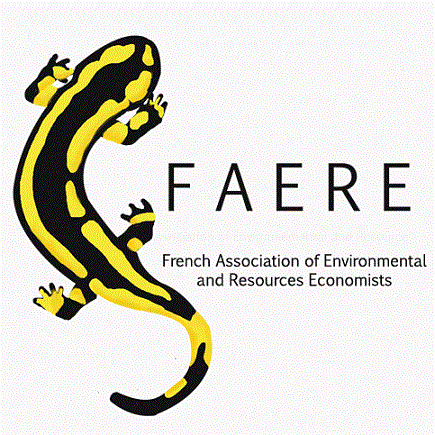 FAERE
French Association of Environmental
and Resources Economists